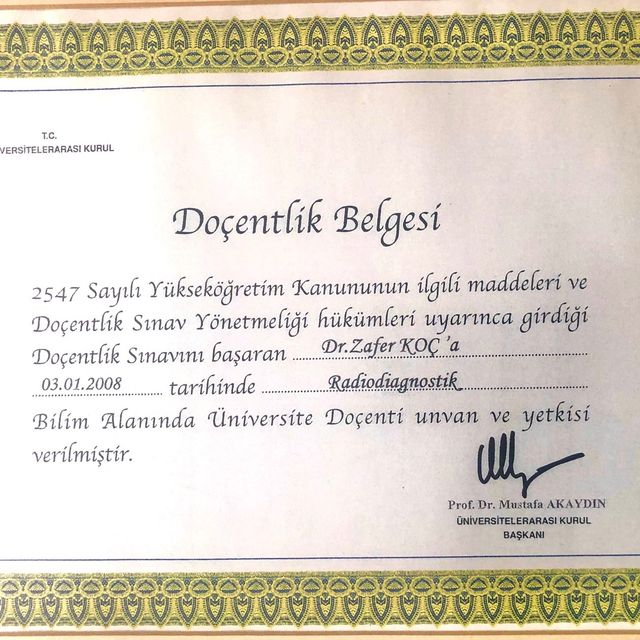 T.C.
VERSİTELERARASI KURUL
Doçentlik Belgesi
2547 Sayılı Yükseköğretim Kanununun ilgili maddeleri ve
Doçentlik Sınav Yönetmeliği hükümleri uyarınca girdiği
Doçentlik Sınavını başaran Dr.Zafer KOÇ 'a
03.01.2008 tarihinde Radiodiagnostik
Bilim Alanında Üniversite Doçenti unvan ve yetkisi
verilmiştir.
Prof. Dr. Mustafa AKAYDIN
ÜNİVERSİTELERARASI KURUL
BAŞKANI